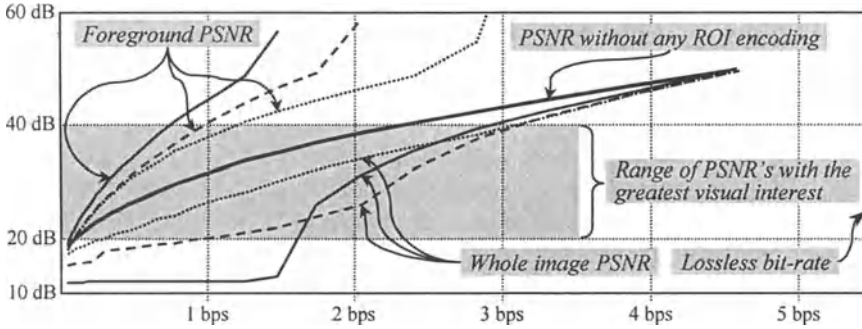 60 dB
Foreground PSNR
PSNR without any ROI encoding
40 dB
Range of PSNR's with the
greatest visual interest
20 dB
Whole image PSNR
Lossless bit-rate
10 dB
1 bps
2 bps
3 bps
4 bps
5 bps